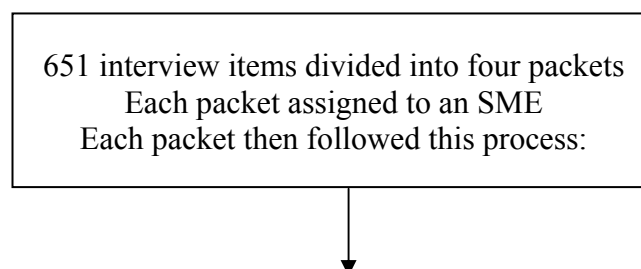 651 interview items divided into four packets
Each packet assigned to an SME
Each packet then followed this process: